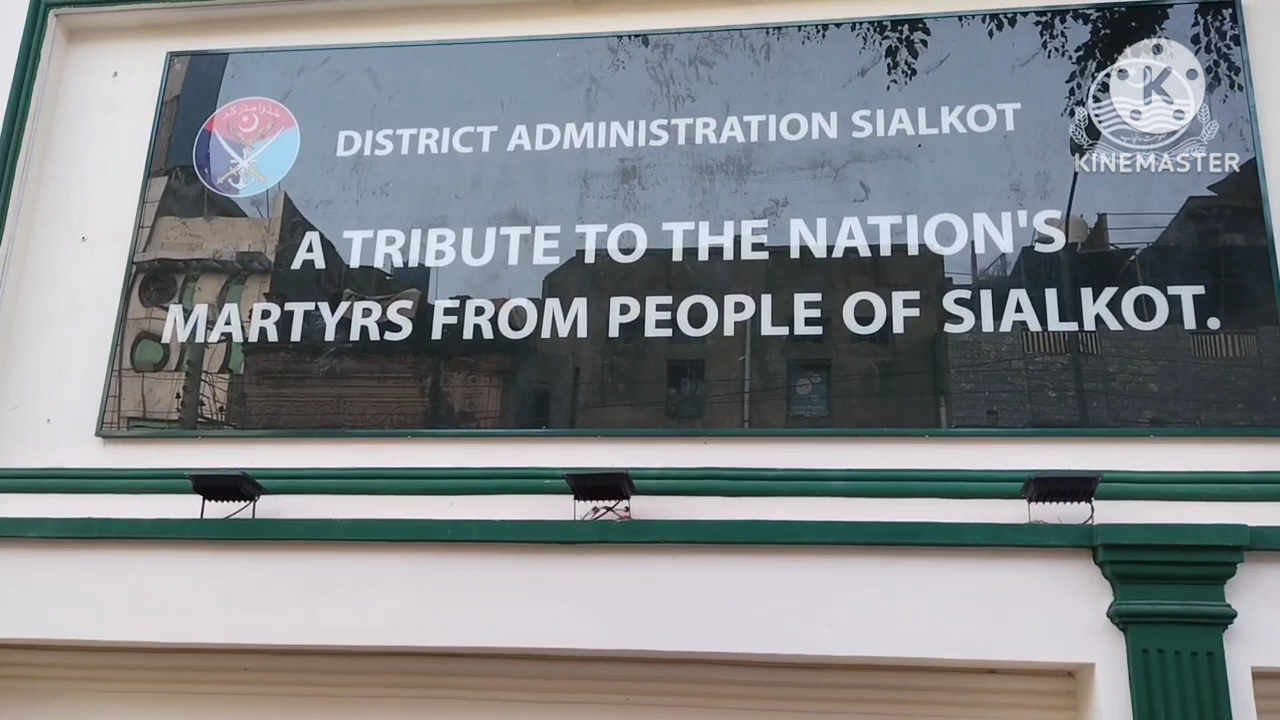 DISTRICT ADMINISTRATION SIALKOT
A TRIBUTE TO THE NATION'S
MARTYRS FROM PEOPLE OF SIALKOT.
K
KINEMASTER